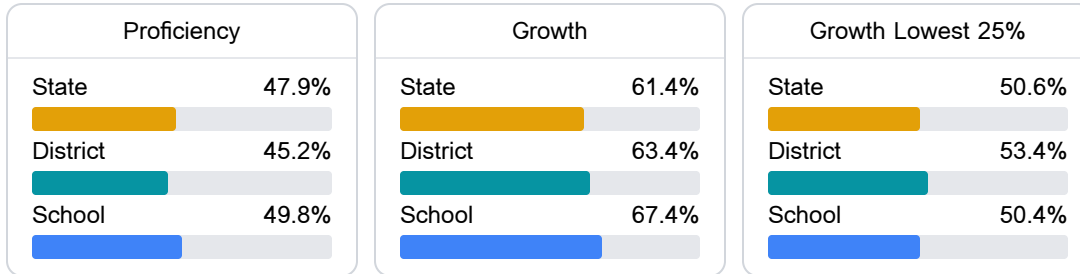 Proficiency
State 47.9%
District 45.2%
School 49.8%
Growth
State 61.4%
District 63.4%
School 67.4%
Growth Lowest 25%
State 50.6%
District 53.4%
School 50.4%